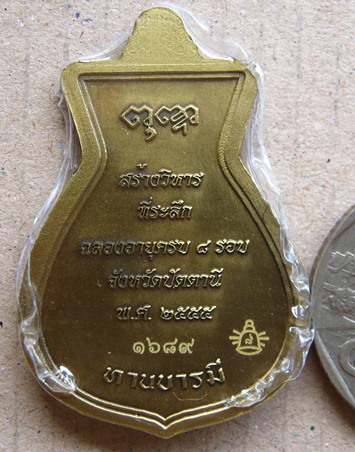 สร้างวิหาร
ที่ระลึก
ฉลองอายุครบ ๘ รอบ
จังหวัดปัตตานี
พ.ศ. ๒๕๕๔
๑๖๘๙
ทานบารมี